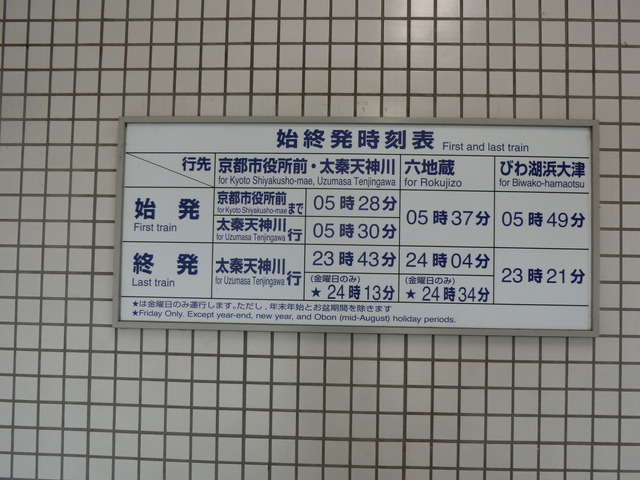 始終発時刻表 First and last train
行先 京都市役所前・太秦天神川 六地蔵 びわ湖浜大津
for Kyoto Shiyakusho-mae, Uzumasa Tenjingawa for Rokujizo for Biwako-hamaotsu
始発 First train
京都市役所前まで for Kyoto Shiyakusho-mae 05時28分
太秦天神川行 for Uzumasa Tenjingawa 05時30分
05時37分
05時49分
終発 Last train
太秦天神川行 for Uzumasa Tenjingawa
23時43分
(金曜日のみ)
★24時13分
24時04分
(金曜日のみ)
★24時34分
23時21分
★は金曜日のみ運行します。ただし、年末年始とお盆期間を除きます
★Friday Only. Except year-end, new year, and Obon (mid-August) holiday periods.